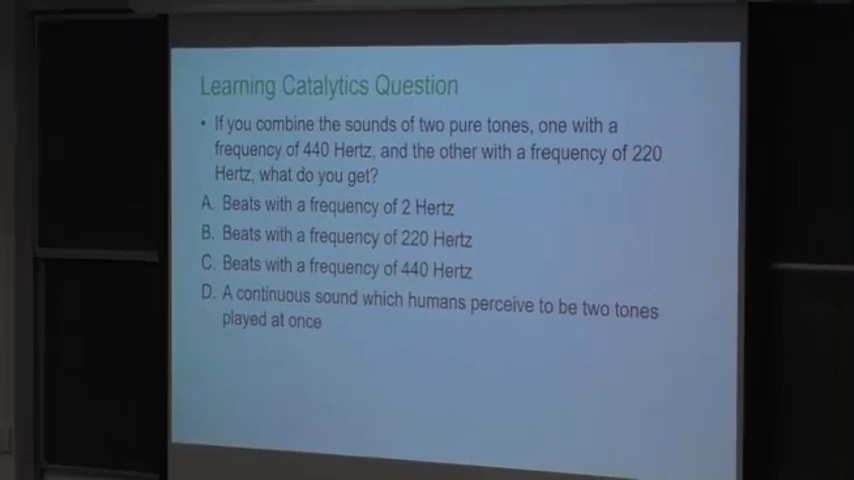 Learning Catalytics Question
• If you combine the sounds of two pure tones, one with a
frequency of 440 Hertz, and the other with a frequency of 220
Hertz, what do you get?
A. Beats with a frequency of 2 Hertz
B. Beats with a frequency of 220 Hertz
C. Beats with a frequency of 440 Hertz
D. A continuous sound which humans perceive to be two tones
played at once